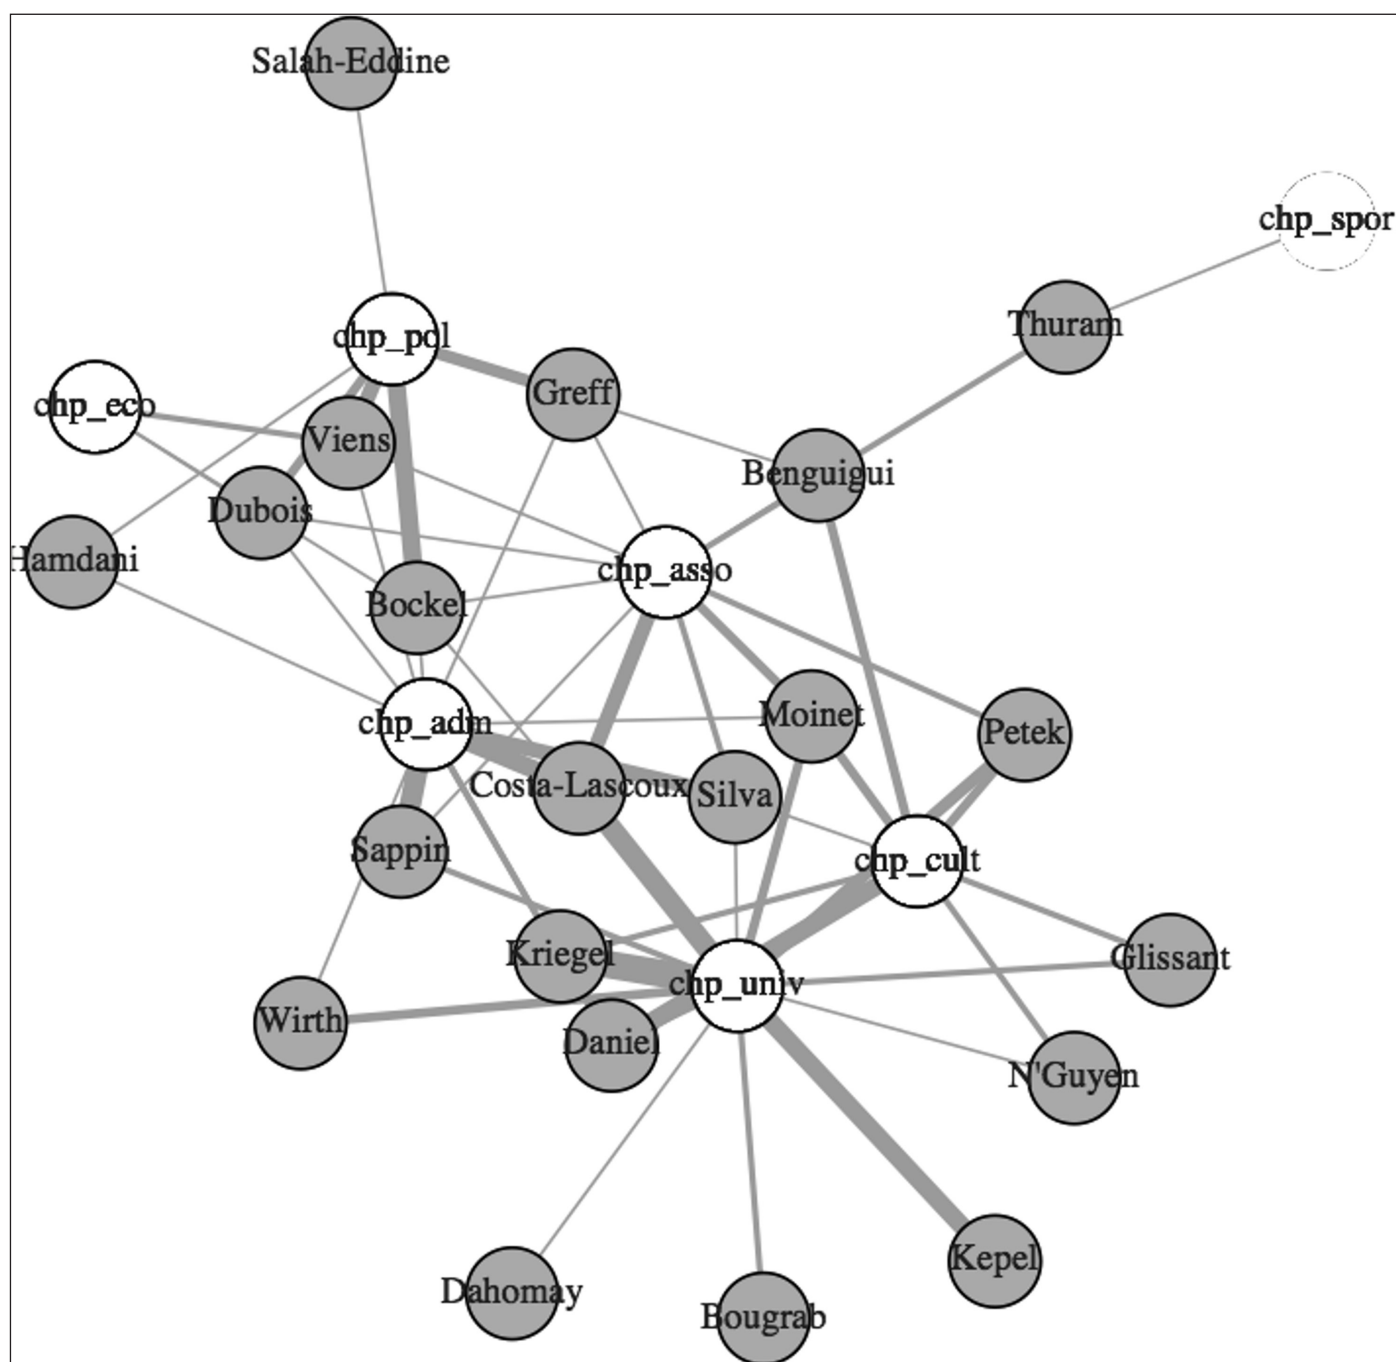 Salah-Eddine
chp_spor
Thuram
chp_pol
Greff
chp_eco
Viens
Benguigui
Dubois
Hamdani
chp_asso
Bockel
chp_adm
Moinet
Petek
Costa-Lascoux
Silva
Sappin
chp_cult
Kriegel
Glissant
chp_univ
Wirth
Daniel
N'Guyen
Kepel
Dahomay
Bougrab